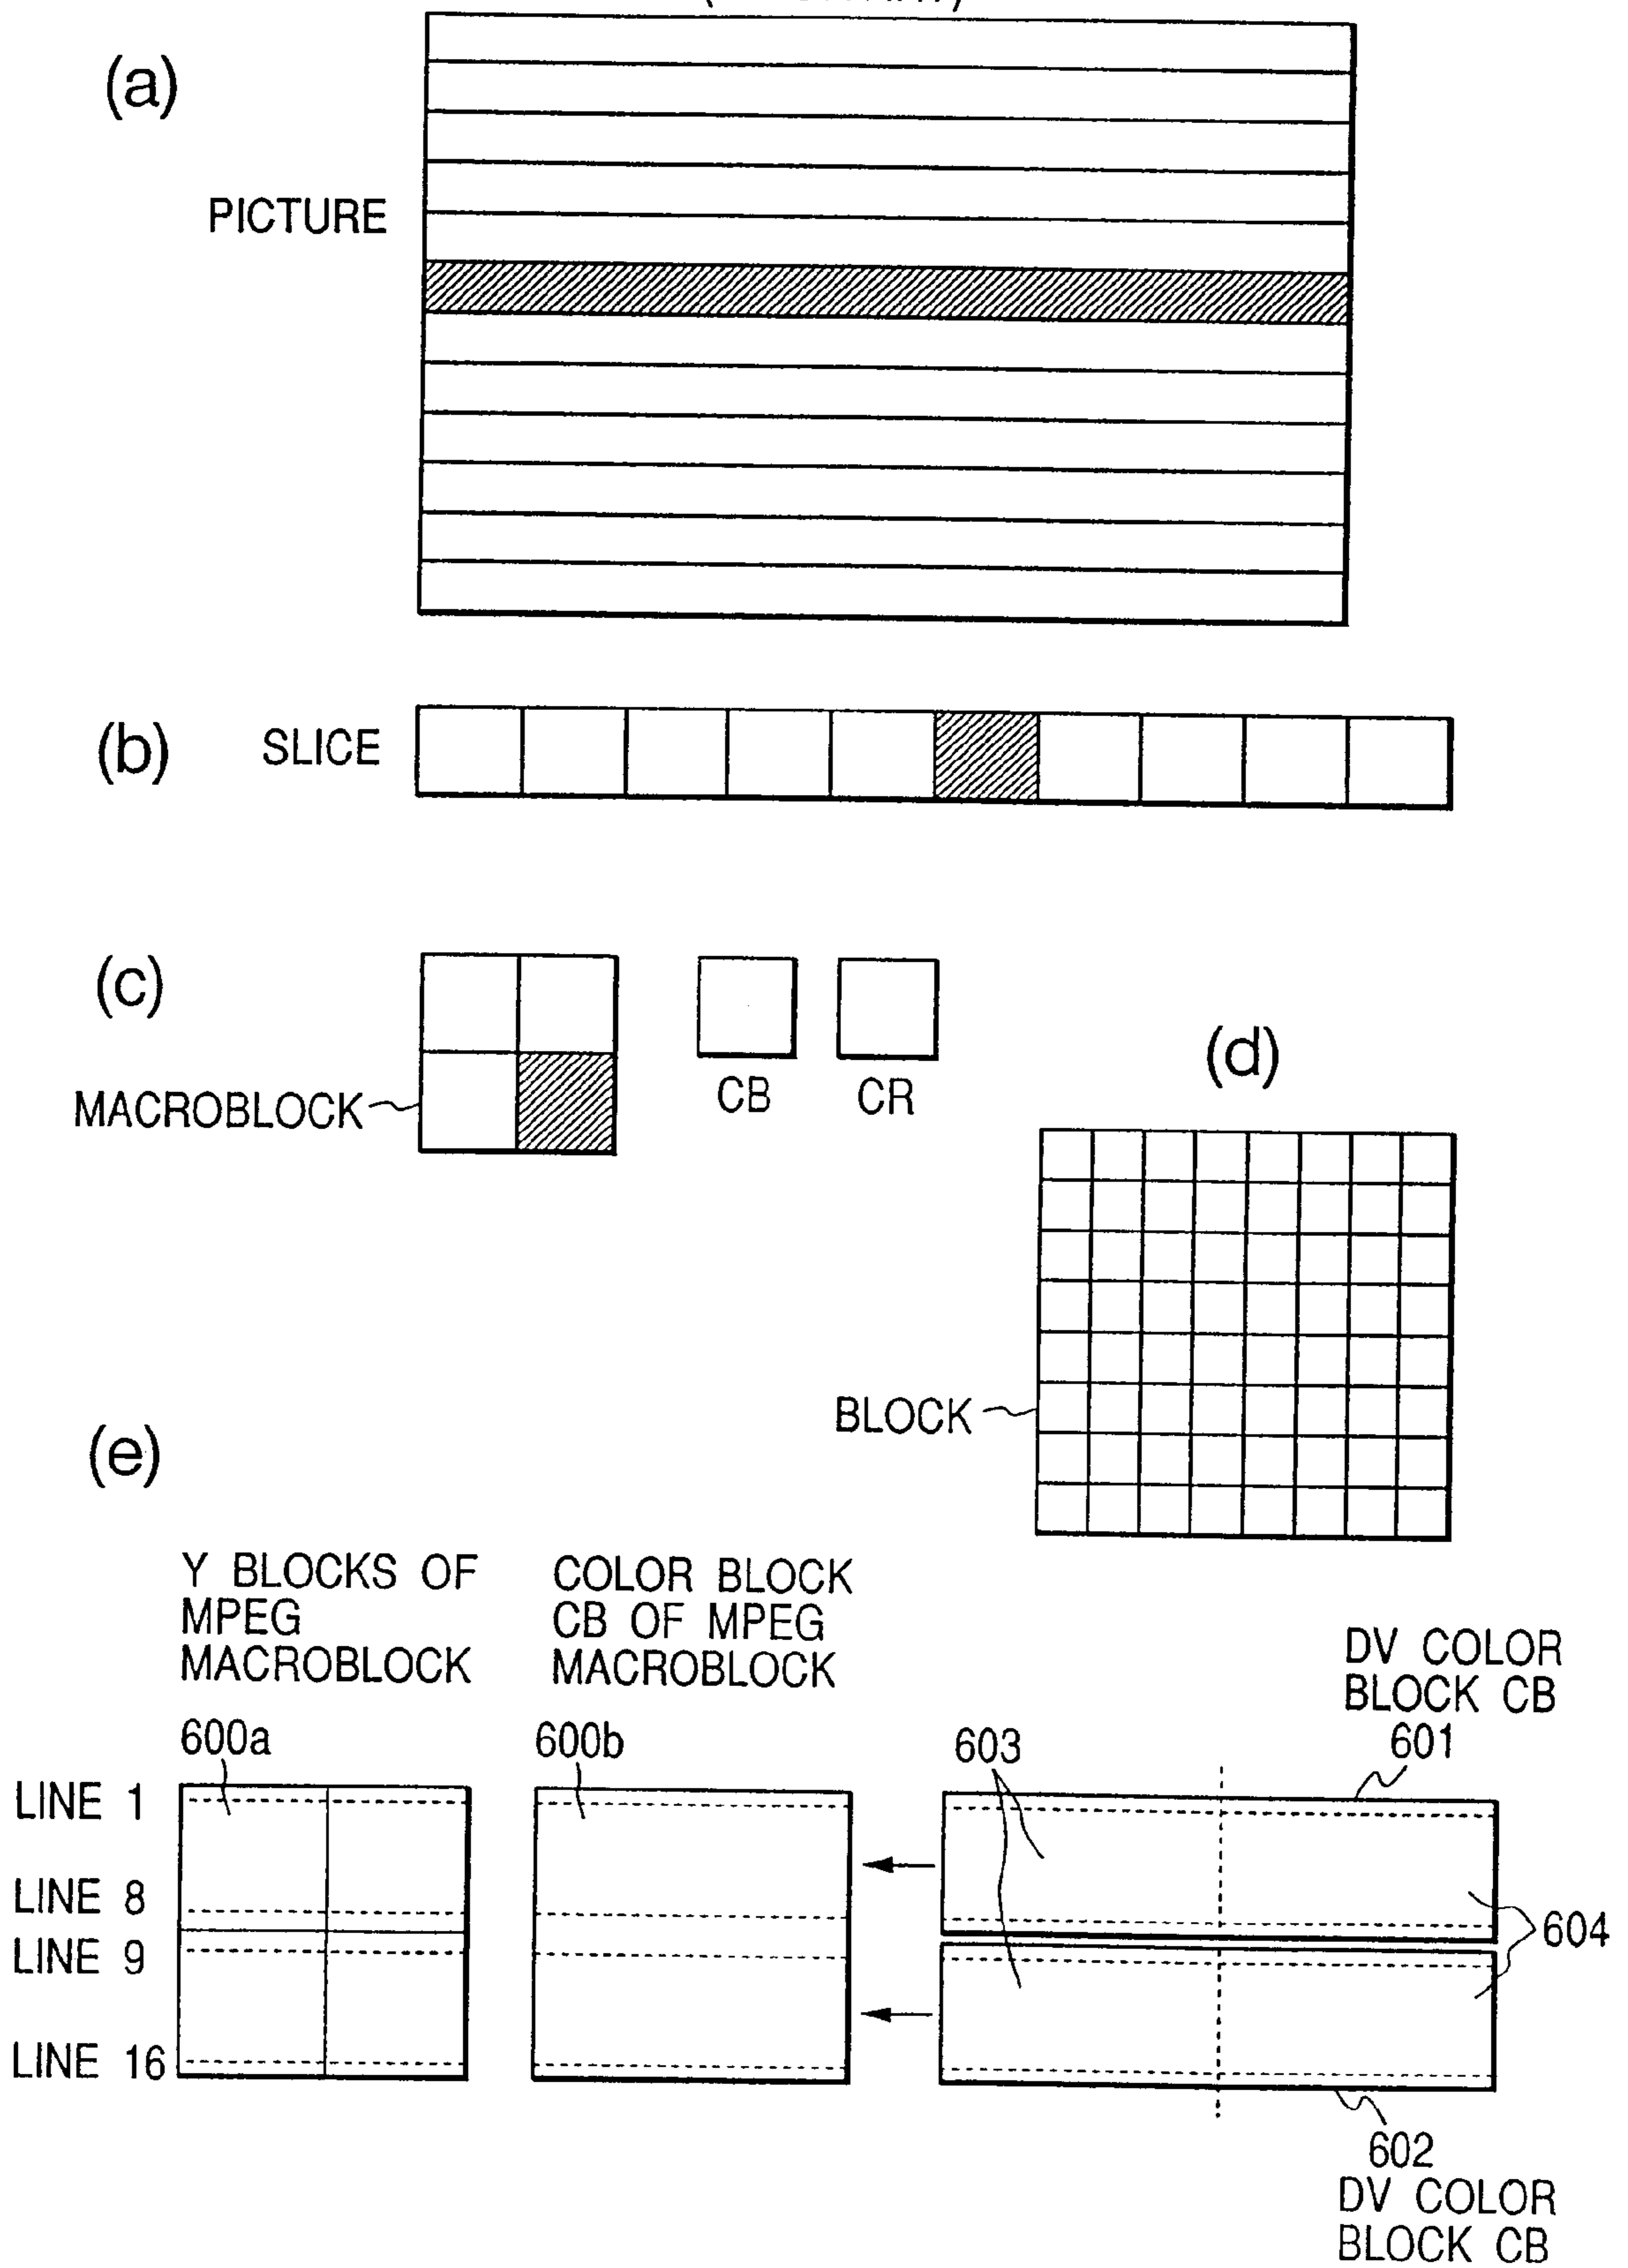 (a)
PICTURE
(b)
SLICE
(c)
MACROBLOCK
CB
CR
(d)
BLOCK
(e)
Y BLOCKS OF
MPEG
MACROBLOCK
COLOR BLOCK
CB OF MPEG
MACROBLOCK
DV COLOR
BLOCK CB
600a
600b
603
601
LINE 1
LINE 8
LINE 9
LINE 16
604
602
DV COLOR
BLOCK CB